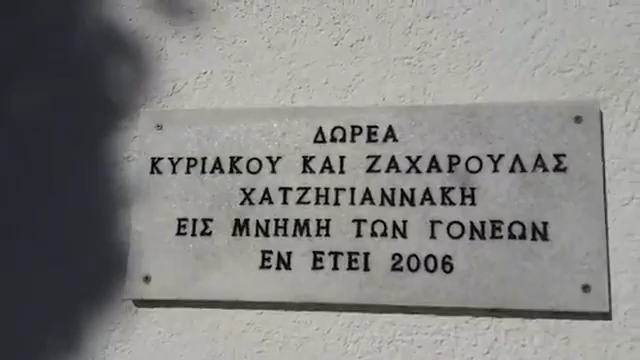 ΔΩΡΕΑ
ΚΥΡΙΑΚΟΥ ΚΑΙ ΖΑΧΑΡΟΥΛΑΣ
ΧΑΤΖΗΓΙΑΝΝΑΚΗ
ΕΙΣ ΜΝΗΜΗ ΤΩΝ ΓΟΝΕΩΝ
ΕΝ ΕΤΕΙ 2006